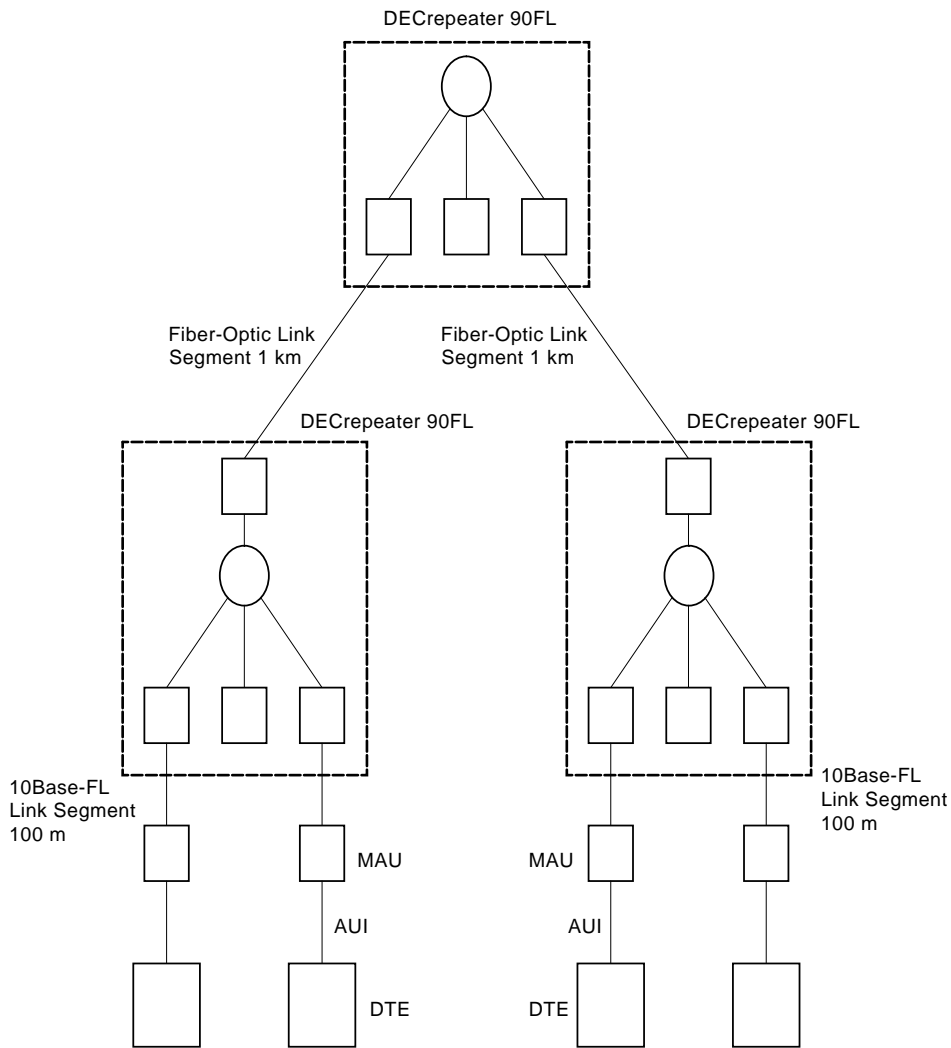 DECrepeater 90FL
Fiber-Optic Link
Segment 1 km
Fiber-Optic Link
Segment 1 km
DECrepeater 90FL
DECrepeater 90FL
10Base-FL
Link Segment
100 m
10Base-FL
Link Segment
100 m
MAU
MAU
AUI
AUI
DTE
DTE